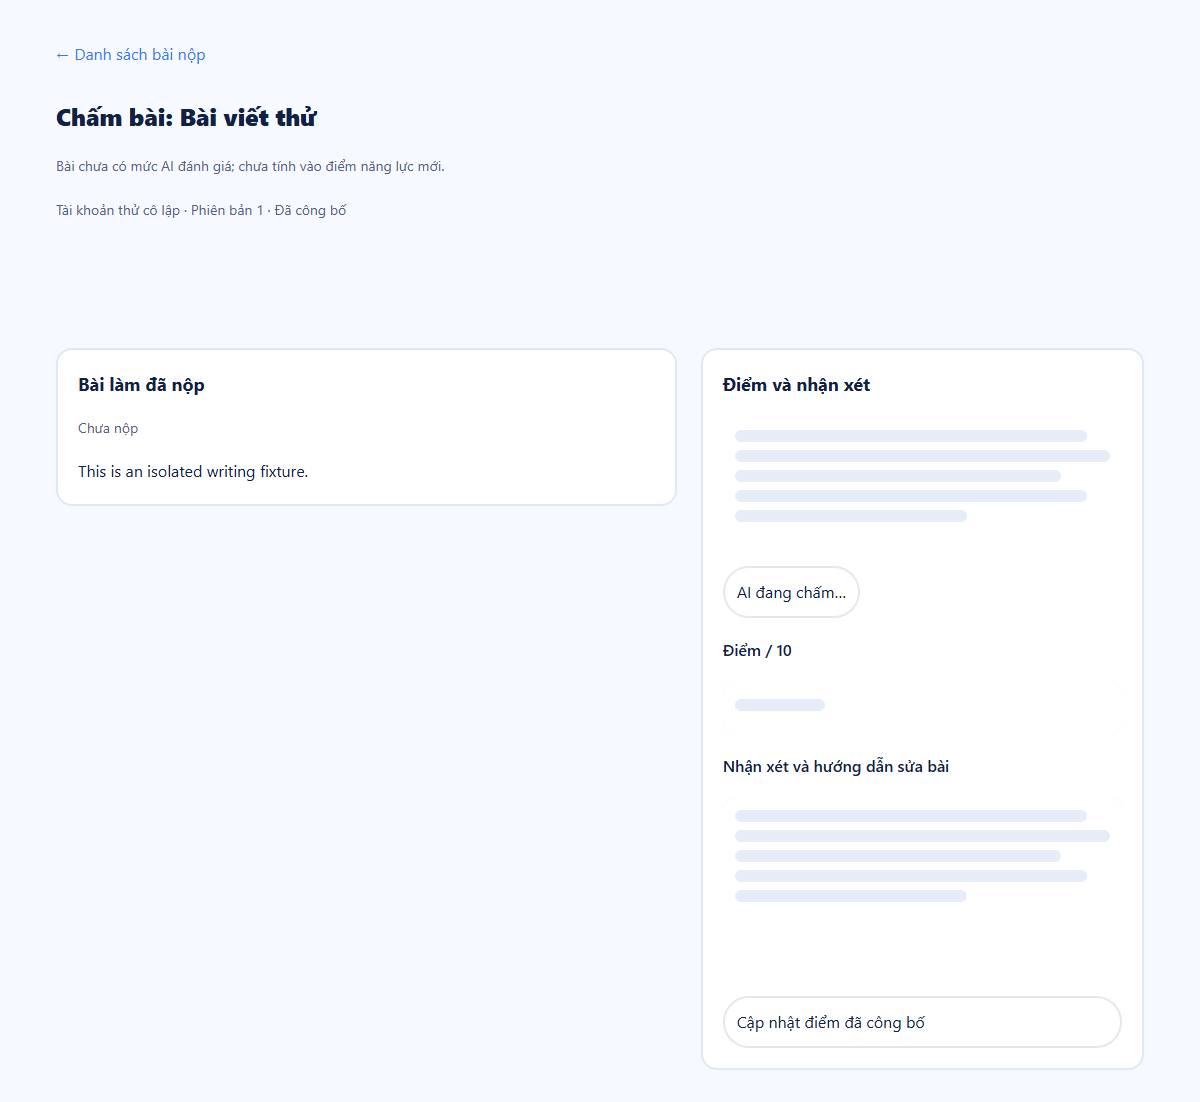 ← Danh sách bài nộp
Chấm bài: Bài viết thử
Bài chưa có mức AI đánh giá; chưa tính vào điểm năng lực mới.
Tài khoản thử cô lập · Phiên bản 1 · Đã công bố
Bài làm đã nộp
Chưa nộp
This is an isolated writing fixture.
Điểm và nhận xét
AI đang chấm...
Điểm / 10
Nhận xét và hướng dẫn sửa bài
Cập nhật điểm đã công bố